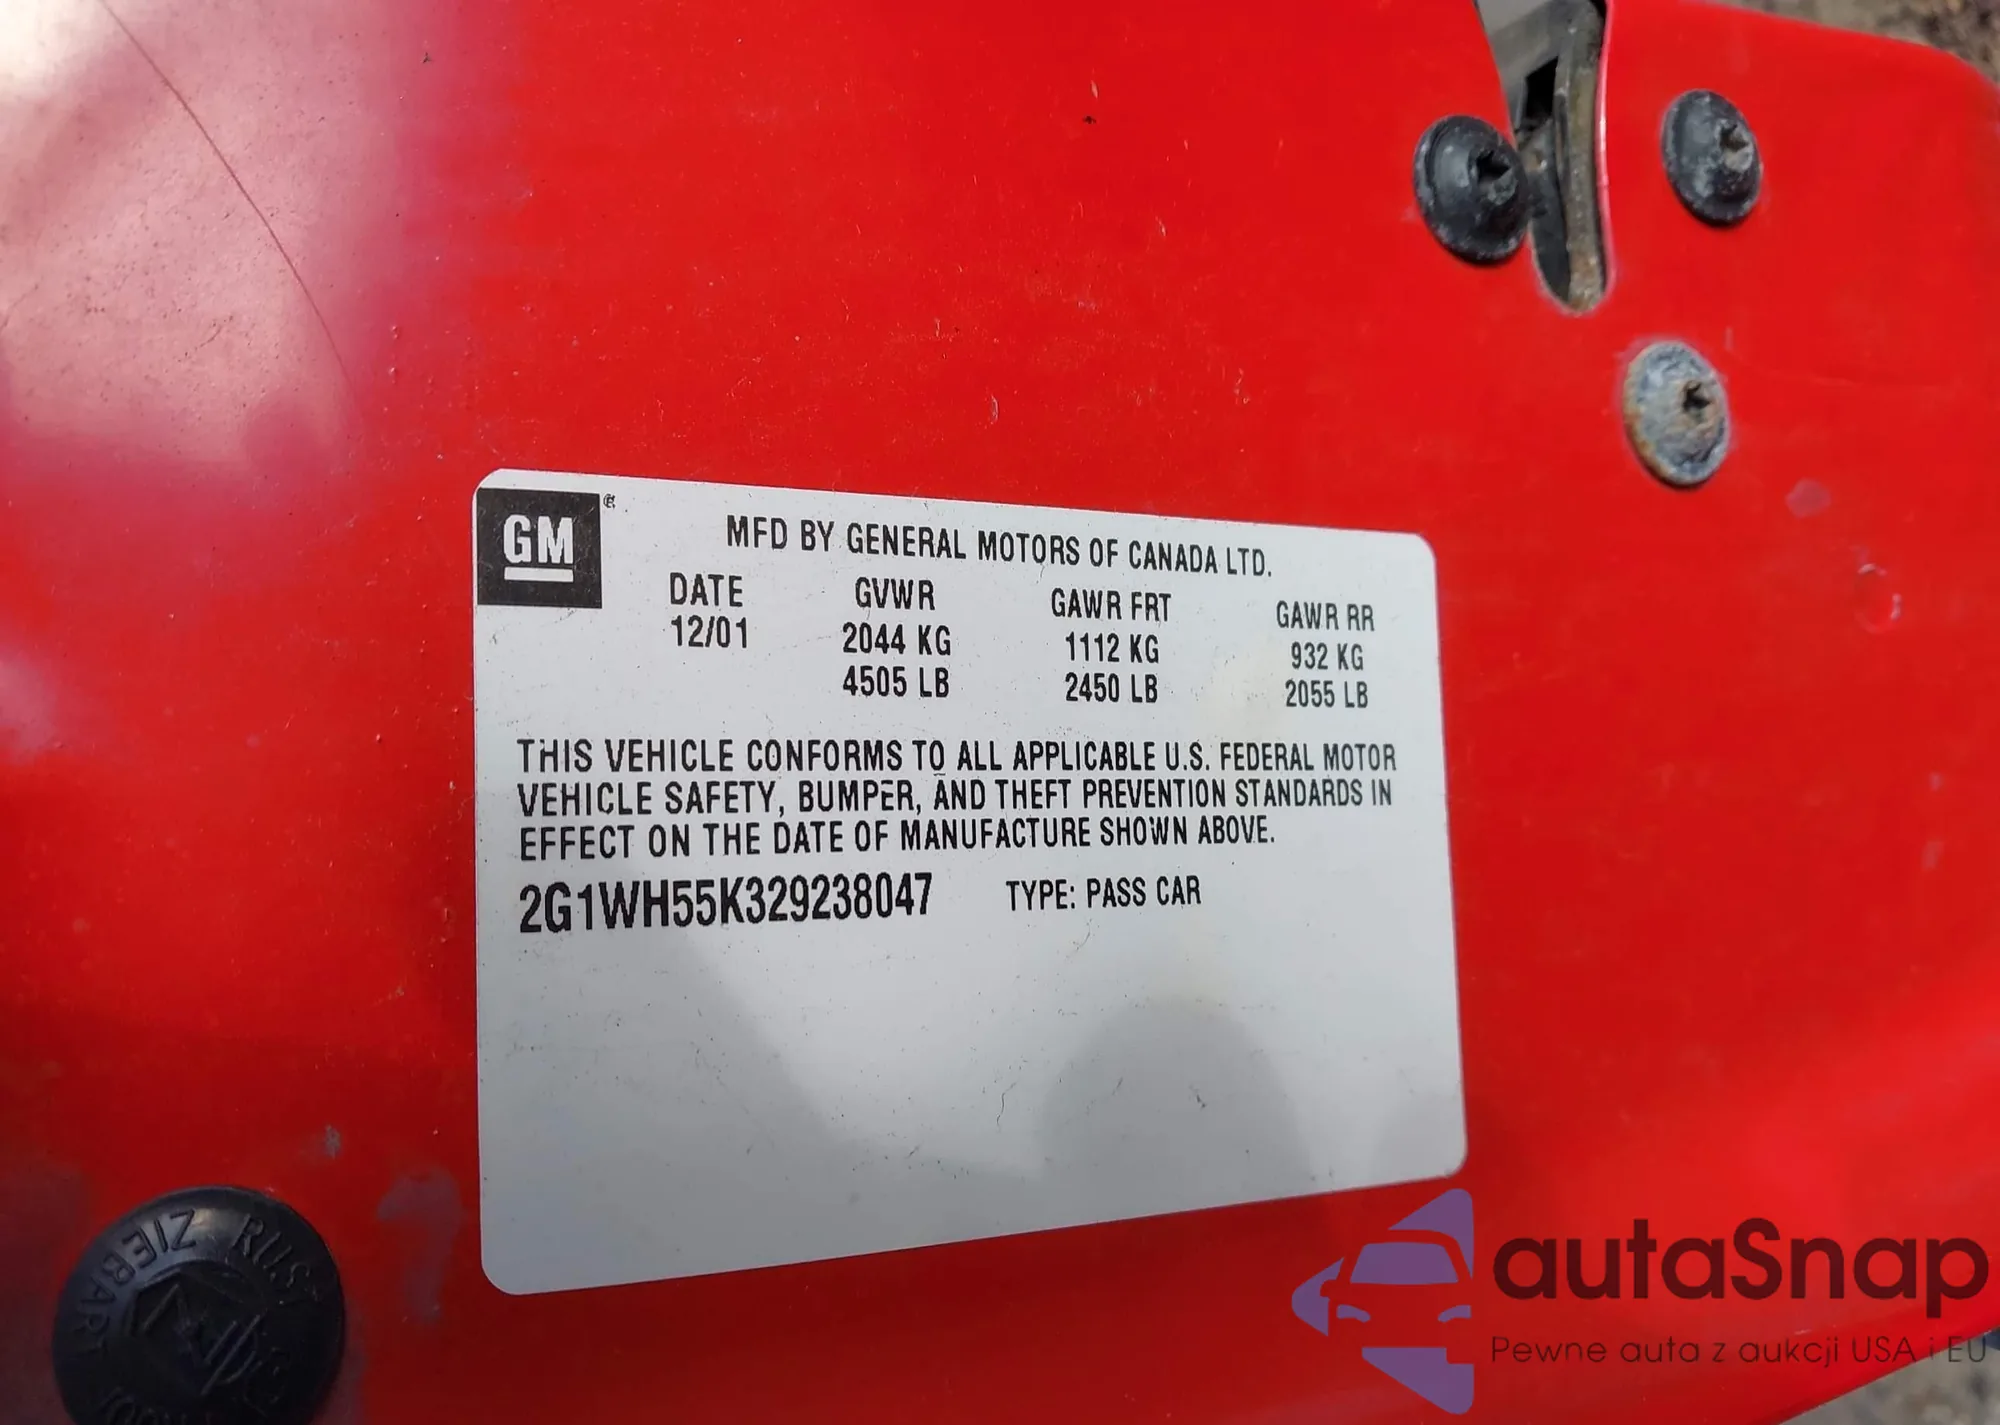 GM
MFD BY GENERAL MOTORS OF CANADA LTD.
DATE GVWR GAWR FRT GAWR RR
12/01 2044 KG 1112 KG 932 KG
4505 LB 2450 LB 2055 LB
THIS VEHICLE CONFORMS TO ALL APPLICABLE U.S. FEDERAL MOTOR
VEHICLE SAFETY, BUMPER, AND THEFT PREVENTION STANDARDS IN
EFFECT ON THE DATE OF MANUFACTURE SHOWN ABOVE.
2G1WH55K329238047 TYPE: PASS CAR
ZIEBART
autaSnap
Pewne auta z aukcji USA i EU